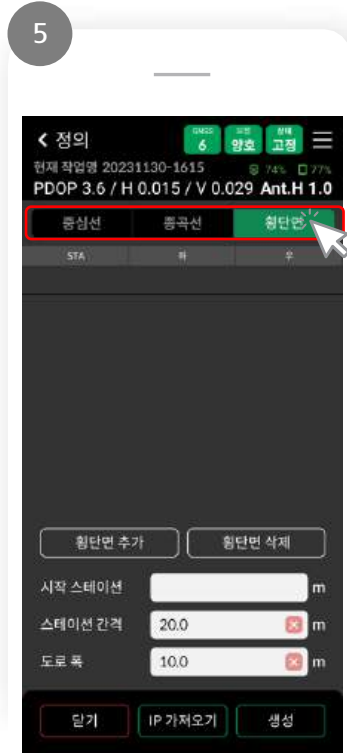 5
< 정의
GNSS 6
보정 양호
상태 고정
현재 작업명 20231130-1615 74% 77%
PDOP 3.6 / H 0.015 / V 0.029 Ant.H 1.0
중심선 종곡선 횡단면
STA 좌 우
횡단면 추가 횡단면 삭제
시작 스테이션 m
스테이션 간격 20.0 m
도로 폭 10.0 m
닫기 IP 가져오기 생성